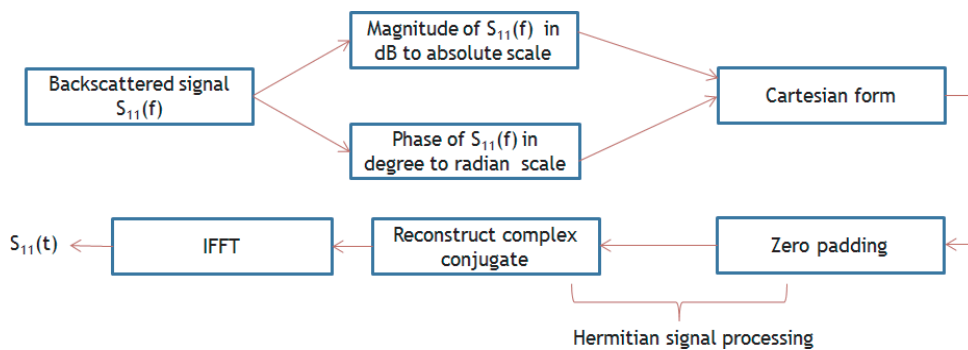 Magnitude of S₁₁(f) in
dB to absolute scale
Backscattered signal
S₁₁(f)
Cartesian form
Phase of S₁₁(f) in
degree to radian scale
S₁₁(t)
IFFT
Reconstruct complex
conjugate
Zero padding
Hermitian signal processing